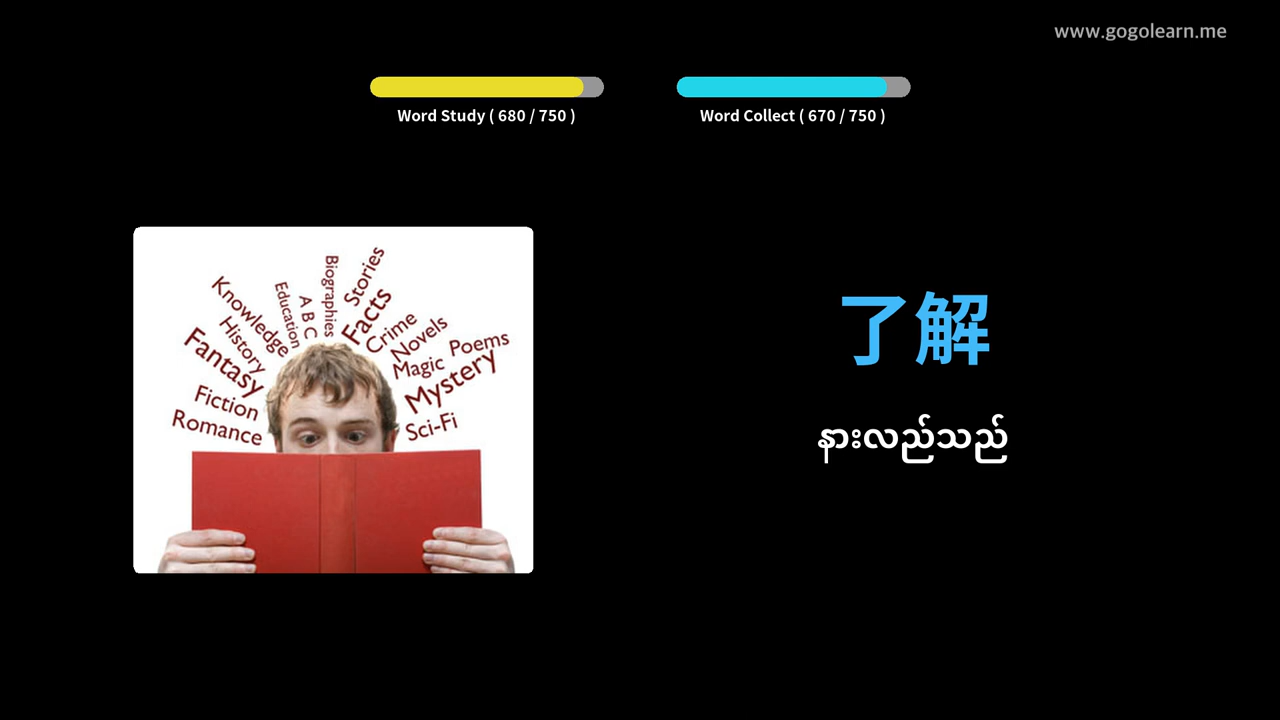 www.gogolearn.me
Word Study ( 680 / 750 )
Word Collect ( 670 / 750 )
Knowledge
History
Fantasy
Fiction
Romance
Education
A B C
Biographies
Stories
Facts
Crime
Novels
Magic
Poems
Mystery
Sci-Fi
了解
နားလည်သည်